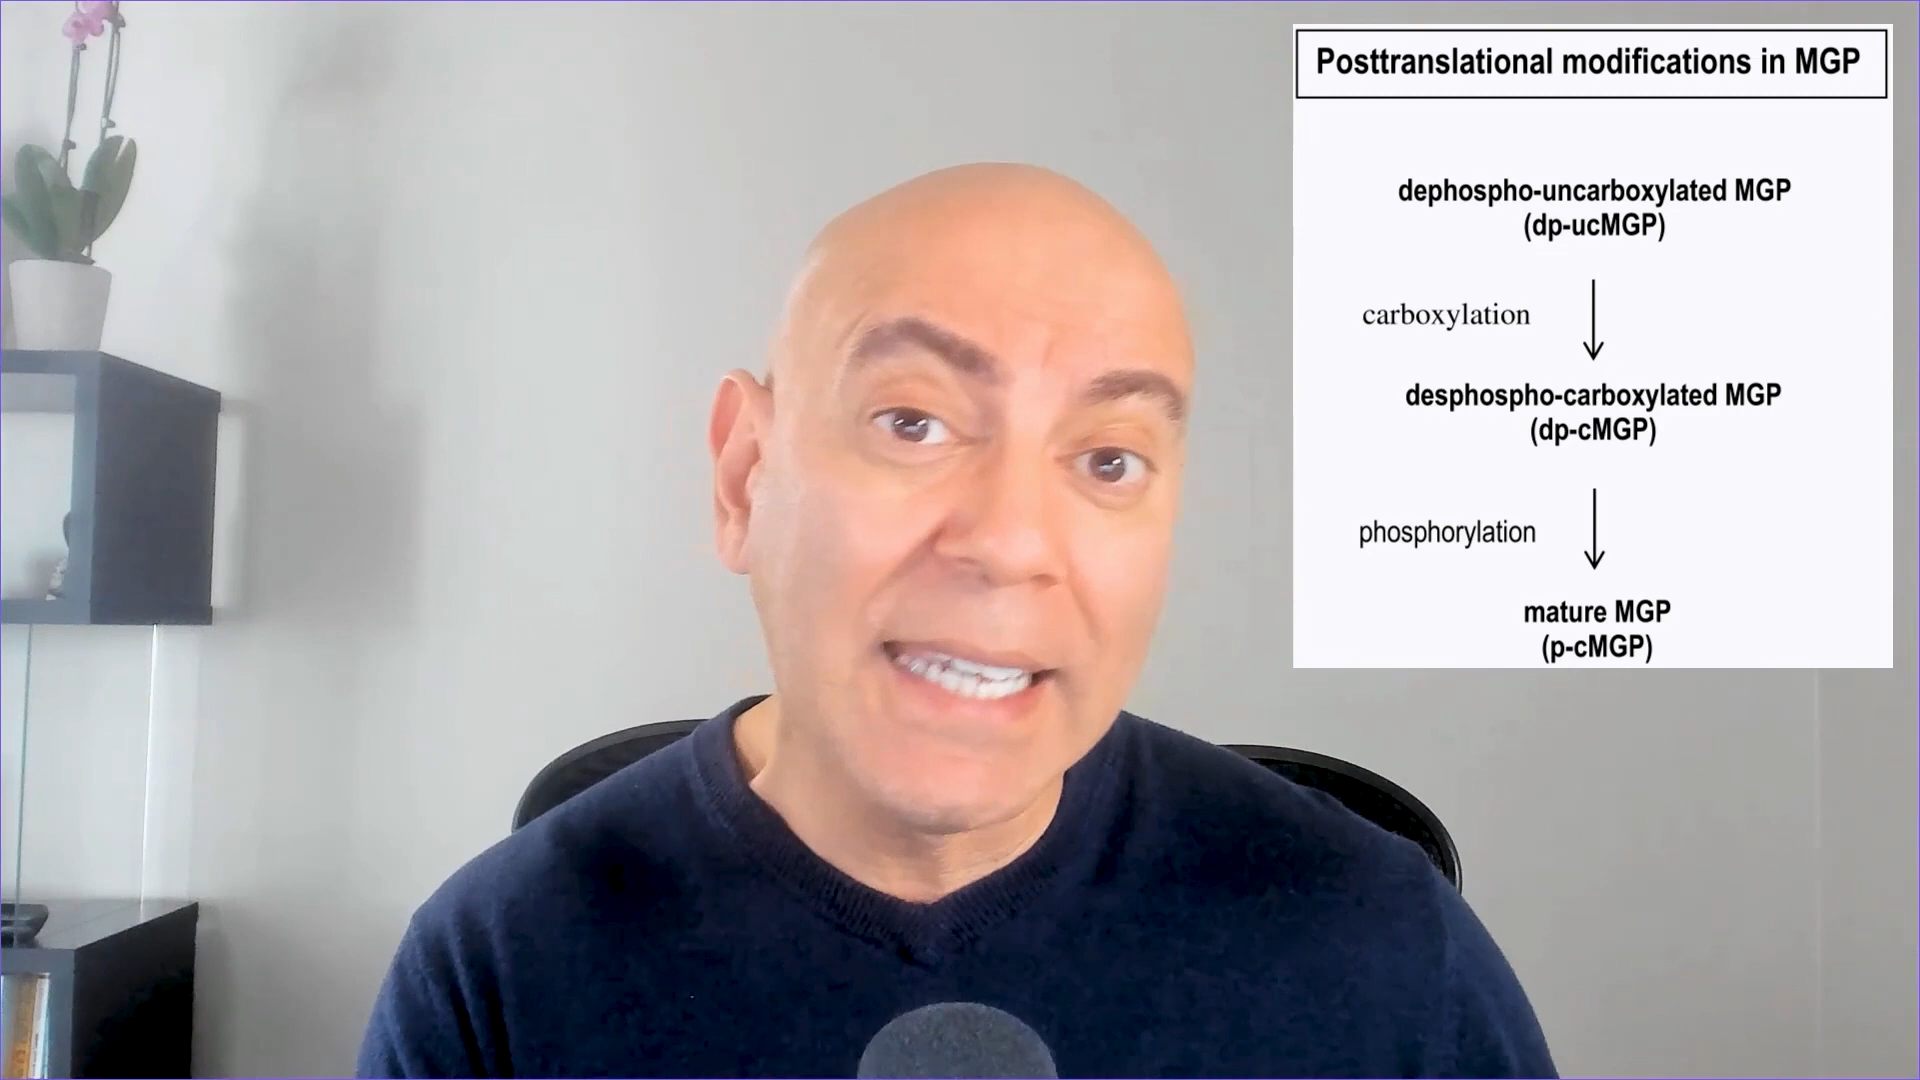 Posttranslational modifications in MGP
dephospho-uncarboxylated MGP
(dp-ucMGP)
carboxylation
desphospho-carboxylated MGP
(dp-cMGP)
phosphorylation
mature MGP
(p-cMGP)